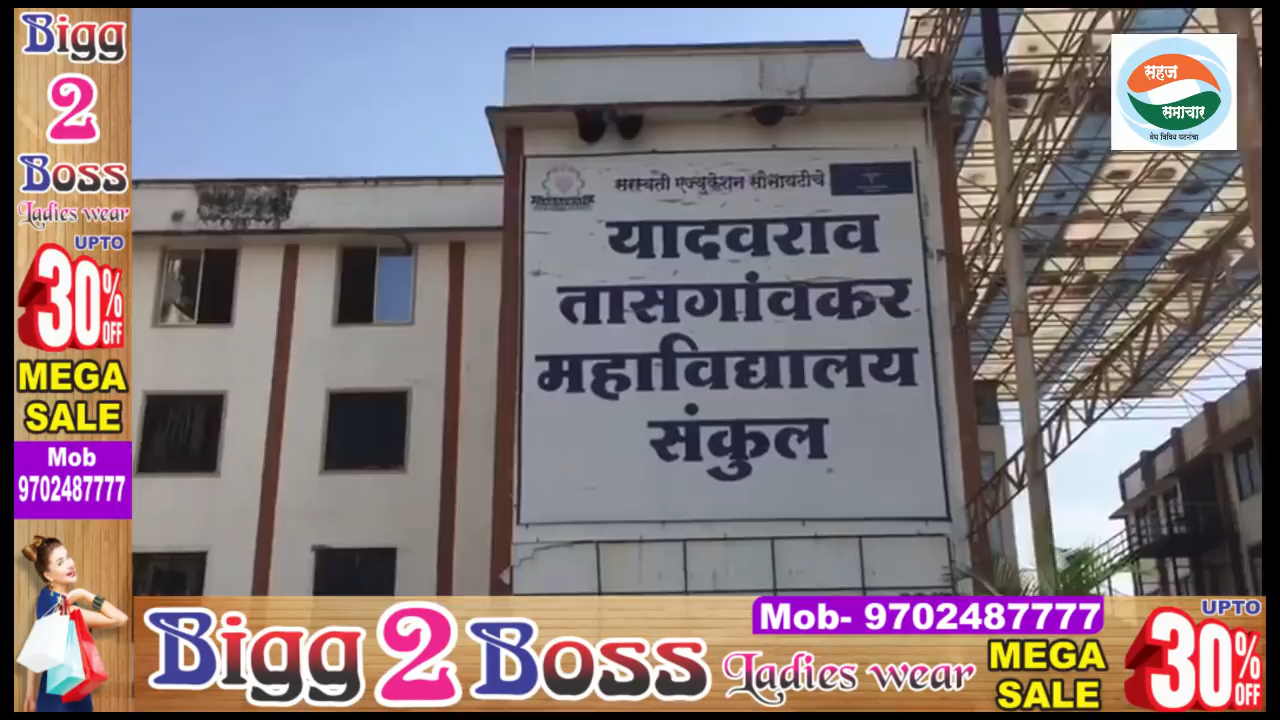 Bigg
2
Boss
Ladies wear
UPTO
30% OFF
MEGA
SALE
Mob
9702487777
सहज
समाचार
वेध विविध घटनांचा
सरस्वती एज्युकेशन सोसायटीचे
यादवराव
तासगांवकर
महाविद्यालय
संकुल
Bigg 2 Boss Ladies wear
Mob- 9702487777
MEGA
SALE
UPTO
30% OFF